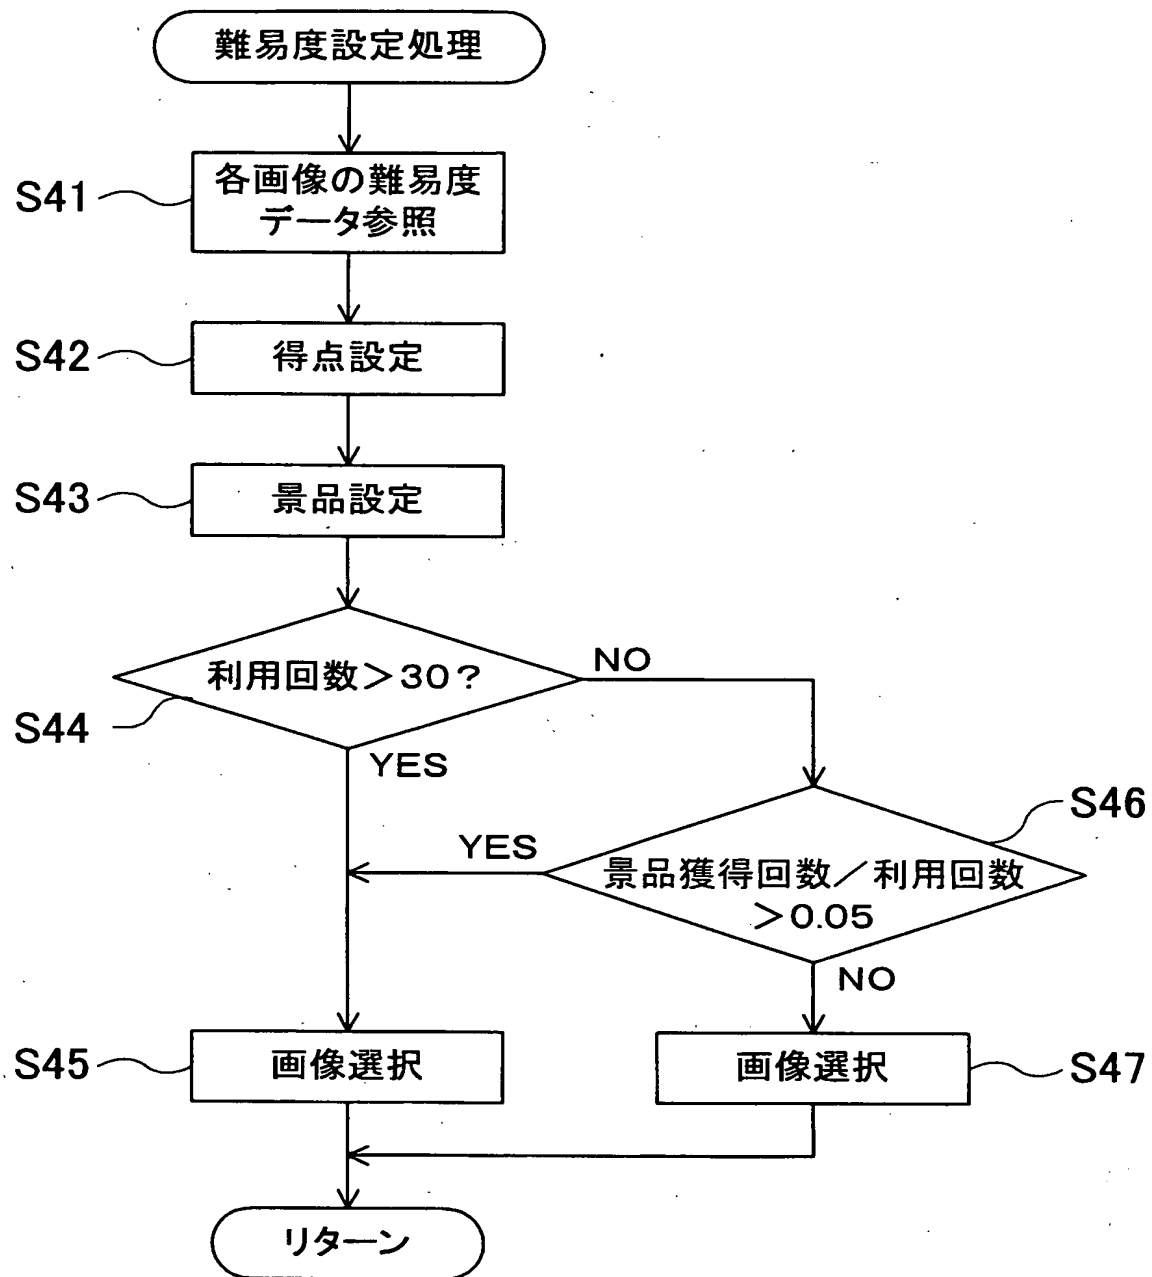 難易度設定処理
S41
各画像の難易度
データ参照
S42
得点設定
S43
景品設定
利用回数＞30？
NO
S44
YES
S46
YES
景品獲得回数／利用回数
＞0.05
NO
S45
画像選択
画像選択
S47
リターン